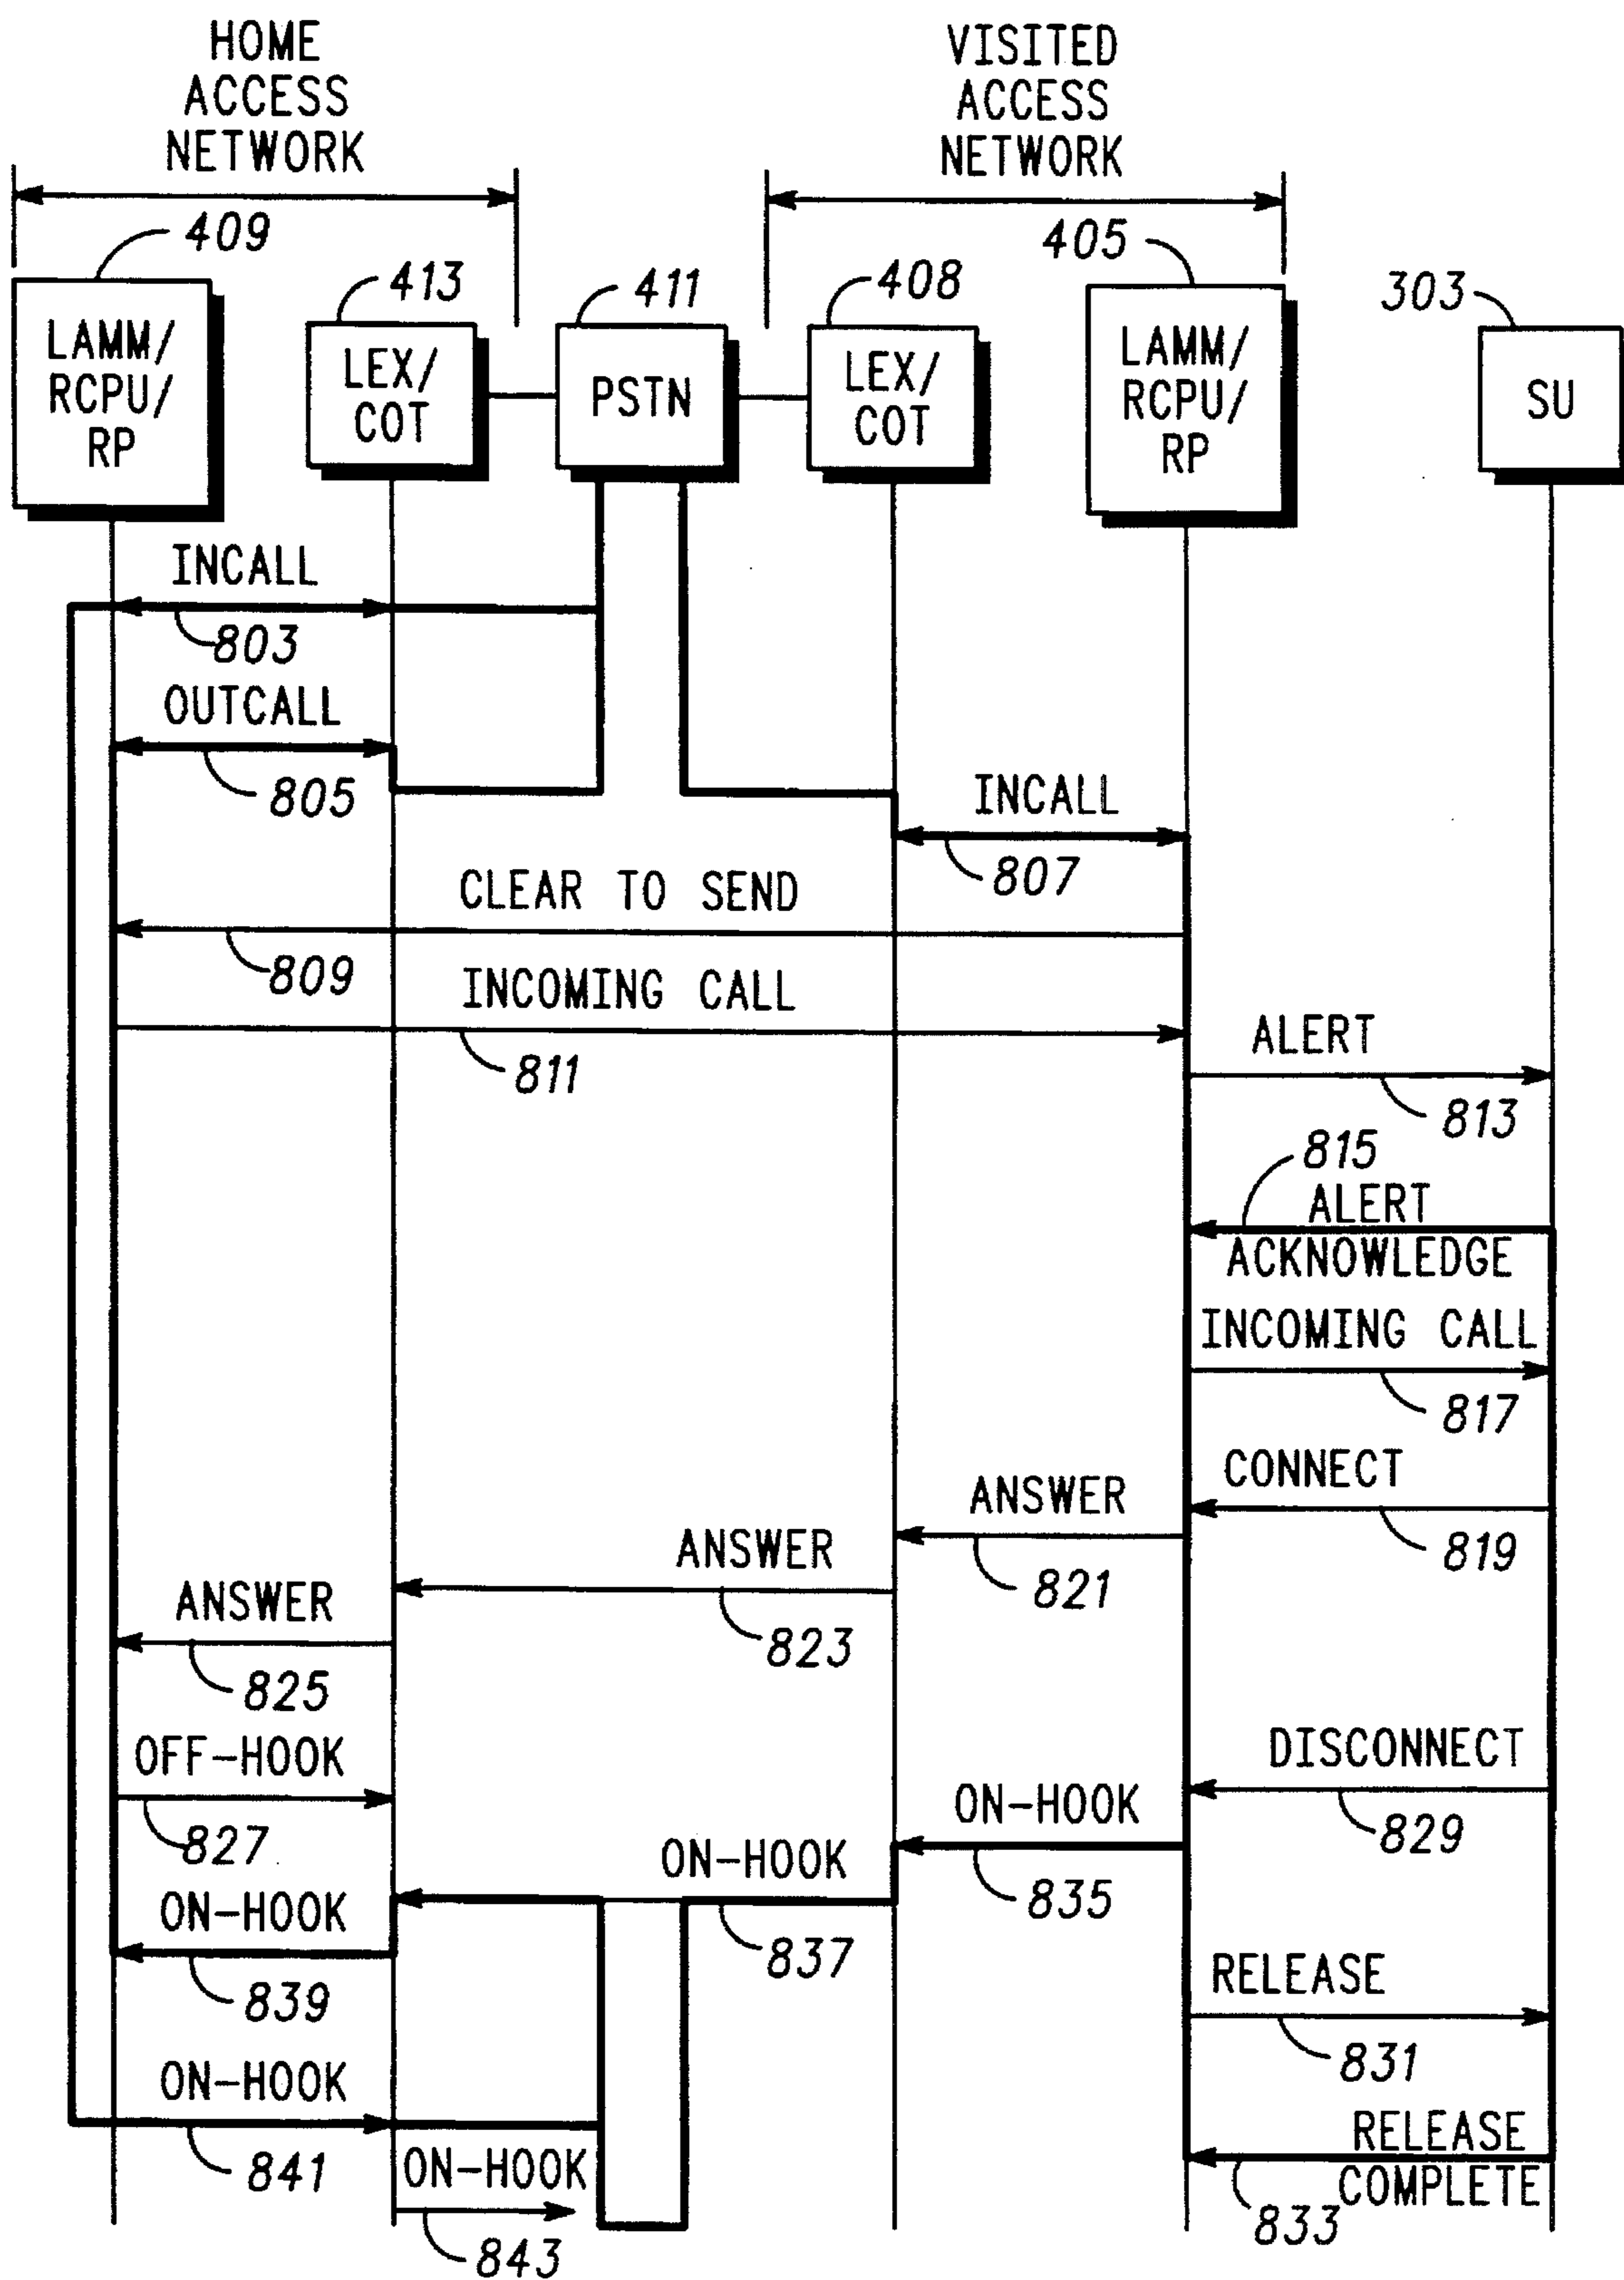 HOME
ACCESS
NETWORK
VISITED
ACCESS
NETWORK
409
413
411
408
405
303
LAMM/
RCPU/
RP
LEX/
COT
PSTN
LEX/
COT
LAMM/
RCPU/
RP
SU
INCALL
803
OUTCALL
805
INCALL
807
CLEAR TO SEND
809
INCOMING CALL
811
ALERT
813
815
ALERT
ACKNOWLEDGE
INCOMING CALL
817
CONNECT
819
ANSWER
821
ANSWER
823
ANSWER
825
OFF-HOOK
827
DISCONNECT
829
ON-HOOK
835
ON-HOOK
837
ON-HOOK
839
RELEASE
831
ON-HOOK
841
RELEASE
COMPLETE
833
ON-HOOK
843